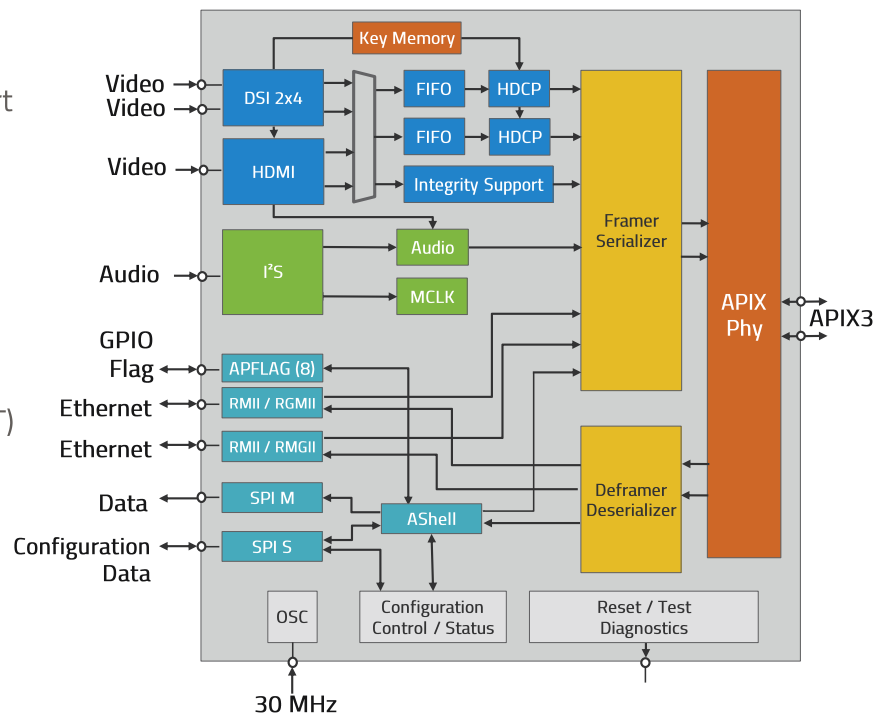 Key Memory
Video
Video
DSI 2x4
FIFO
HDCP
rt
FIFO
HDCP
Video
HDMI
Integrity Support
Framer
Serializer
Audio
I²S
Audio
MCLK
APIX
Phy
APIX3
GPIO
Flag
APFLAG (8)
Ethernet
RMII / RGMII
T)
Ethernet
RMII / RMGII
Data
SPI M
AShell
Deframer
Deserializer
Configuration
Data
SPI S
OSC
Configuration
Control / Status
Reset / Test
Diagnostics
30 MHz